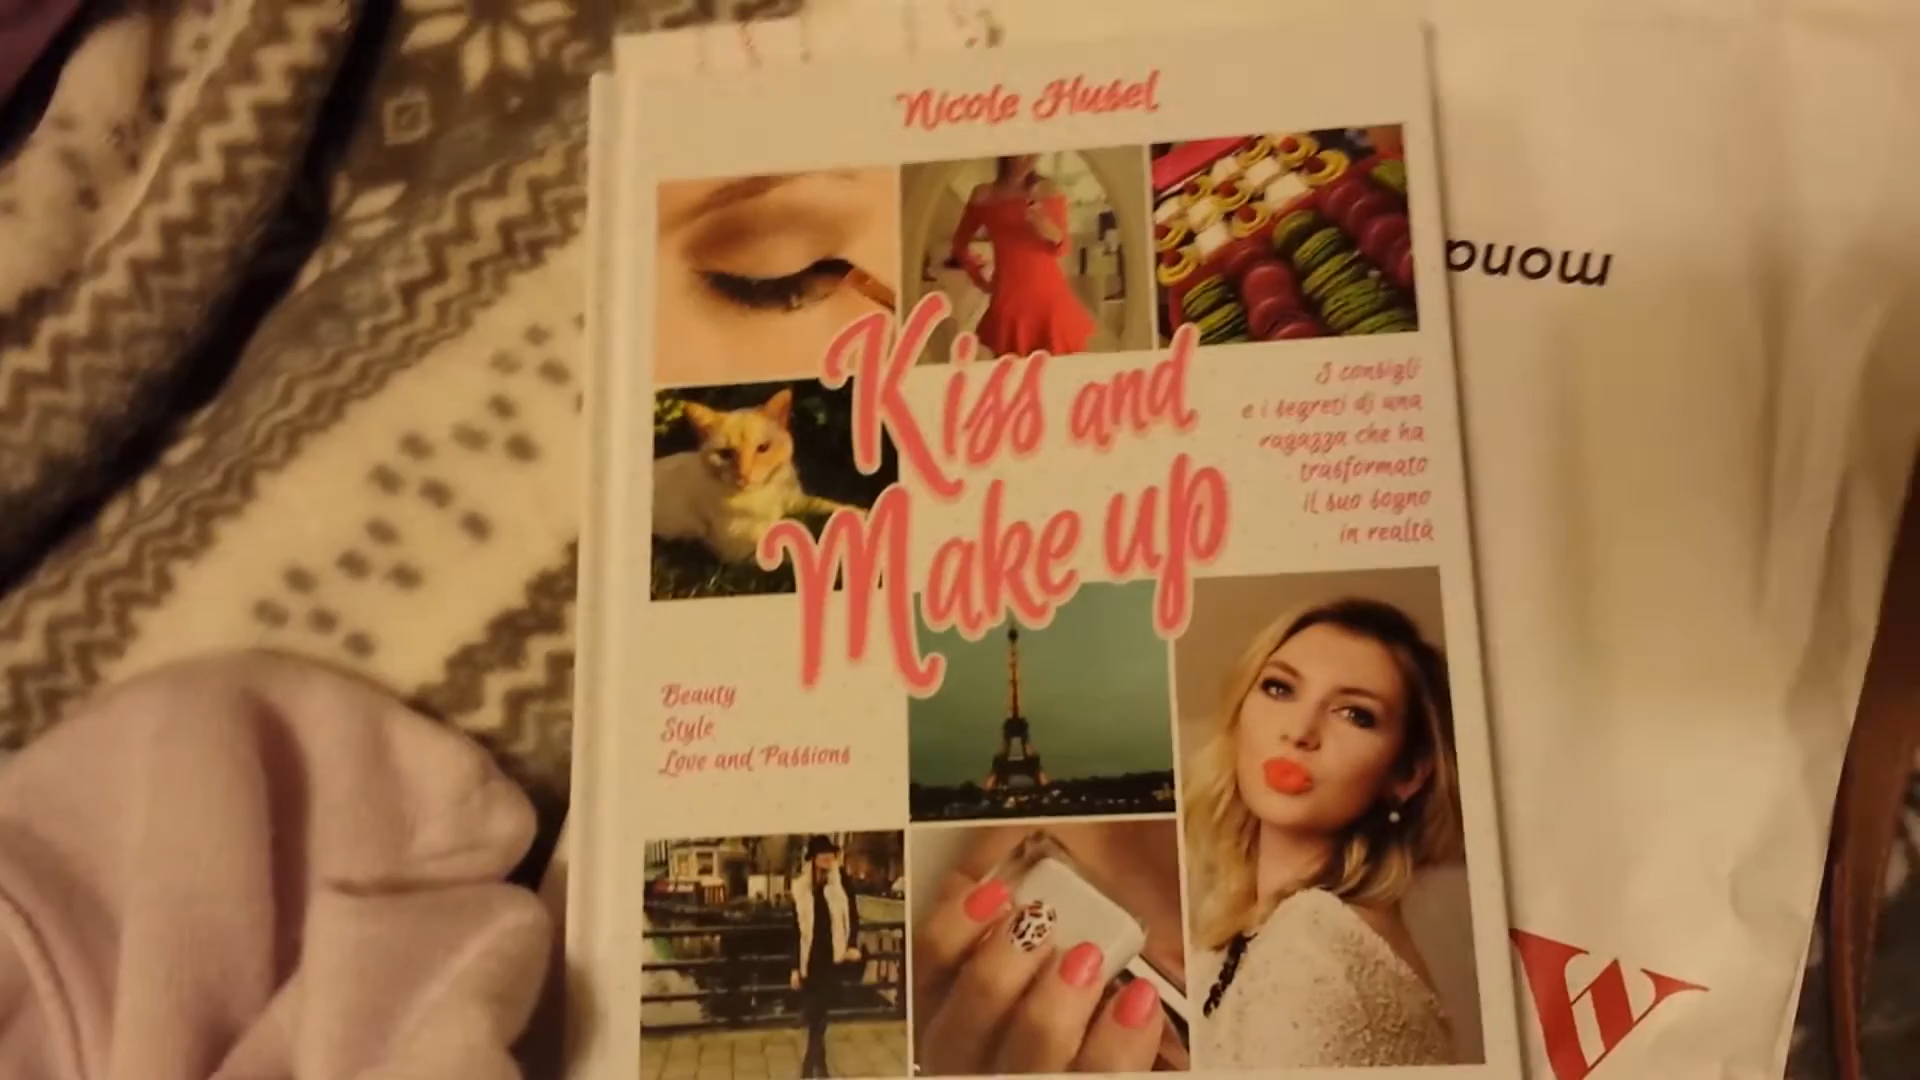 Nicole Husel
Kiss and
Make up
I consigli
e i segreti di una
ragazza che ha
trasformato
il suo sogno
in realtà
Beauty
Style
Love and Passions
mond